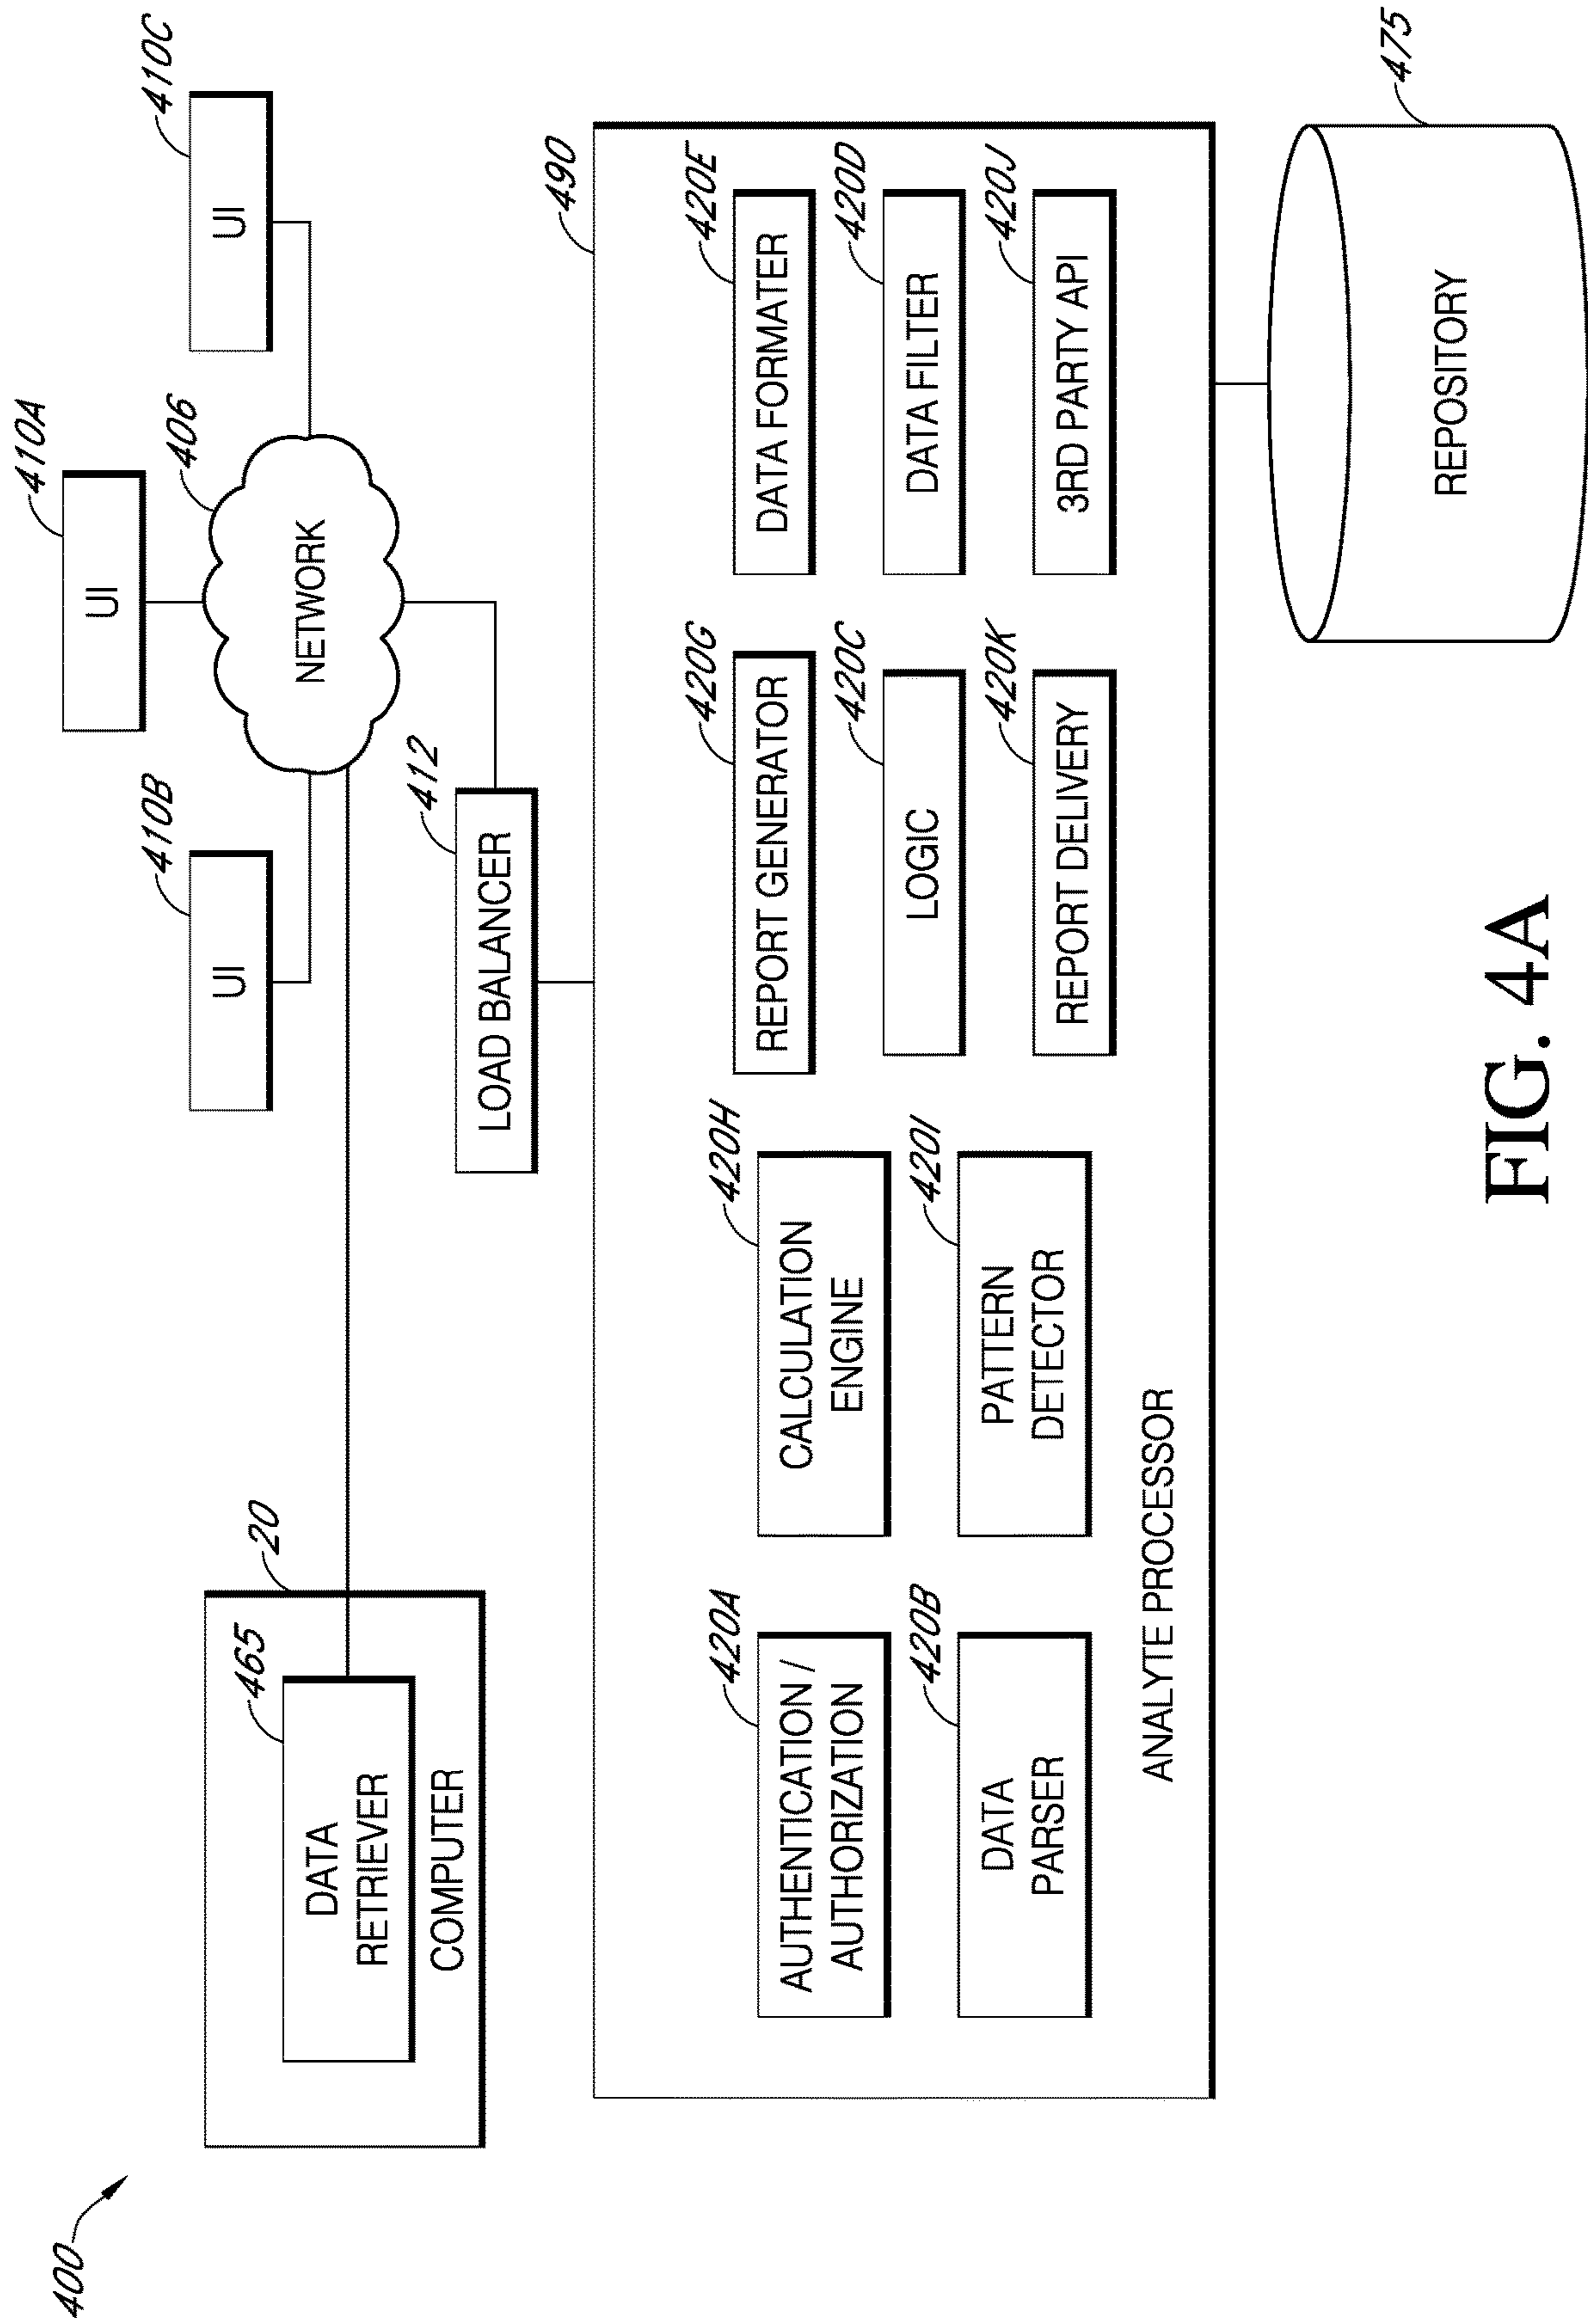 400
20
465
DATA
RETRIEVER
COMPUTER
410B
UI
410A
UI
410C
UI
406
NETWORK
412
LOAD BALANCER
490
420A
AUTHENTICATION /
AUTHORIZATION
420H
CALCULATION
ENGINE
420G
REPORT GENERATOR
420E
DATA FORMATER
420C
LOGIC
420D
DATA FILTER
420B
DATA
PARSER
420I
PATTERN
DETECTOR
420K
REPORT DELIVERY
420J
3RD PARTY API
ANALYTE PROCESSOR
475
REPOSITORY
FIG. 4A